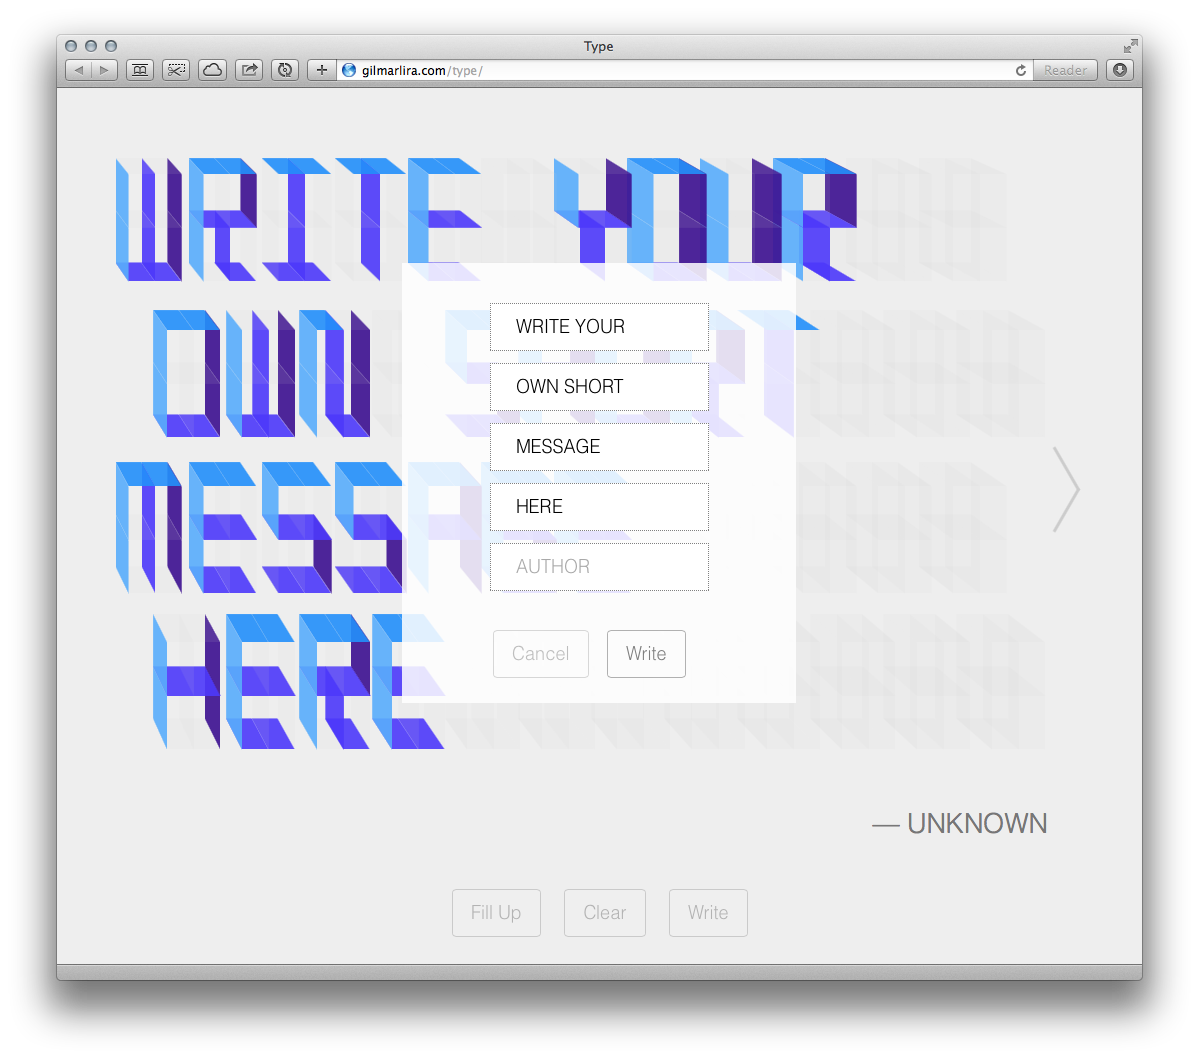 Type
gilmarlira.com/type/
Reader
WRITE YOUR
OWN SHORT
MESSAGE
HERE
WRITE YOUR
OWN SHORT
MESSAGE
HERE
AUTHOR
Cancel
Write
— UNKNOWN
Fill Up
Clear
Write